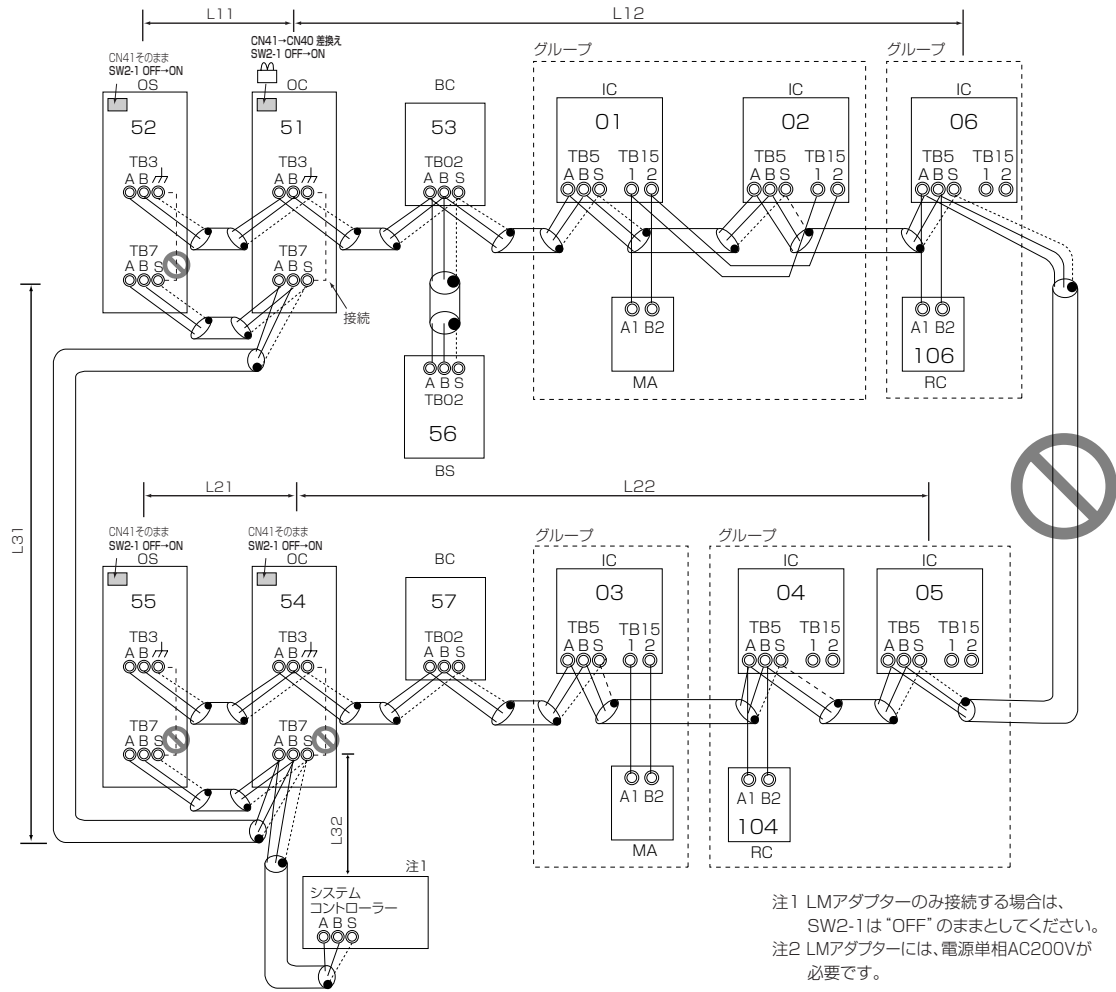 L11
L12
CN41→CN40 差換え
SW2-1 OFF→ON
CN41そのまま
SW2-1 OFF→ON
グループ
グループ
OS
OC
BC
IC
IC
IC
52
51
53
01
02
06
TB3
A B
TB3
A B
TB02
A B S
TB5 TB15
A B S 1 2
TB5 TB15
A B S 1 2
TB5 TB15
A B S 1 2
TB7
A B S
TB7
A B S
接続
A1 B2
MA
A1 B2
106
RC
A B S
TB02
56
BS
L31
L21
L22
CN41そのまま
SW2-1 OFF→ON
CN41そのまま
SW2-1 OFF→ON
グループ
グループ
OS
OC
BC
IC
IC
IC
55
54
57
03
04
05
TB3
A B
TB3
A B
TB02
A B S
TB5 TB15
A B S 1 2
TB5 TB15
A B S 1 2
TB5 TB15
A B S 1 2
TB7
A B S
TB7
A B S
L32
A1 B2
MA
A1 B2
104
RC
注1
システム
コントローラー
A B S
注1 LMアダプターのみ接続する場合は、
SW2-1は“OFF”のままとしてください。
注2 LMアダプターには、電源単相AC200Vが
必要です。